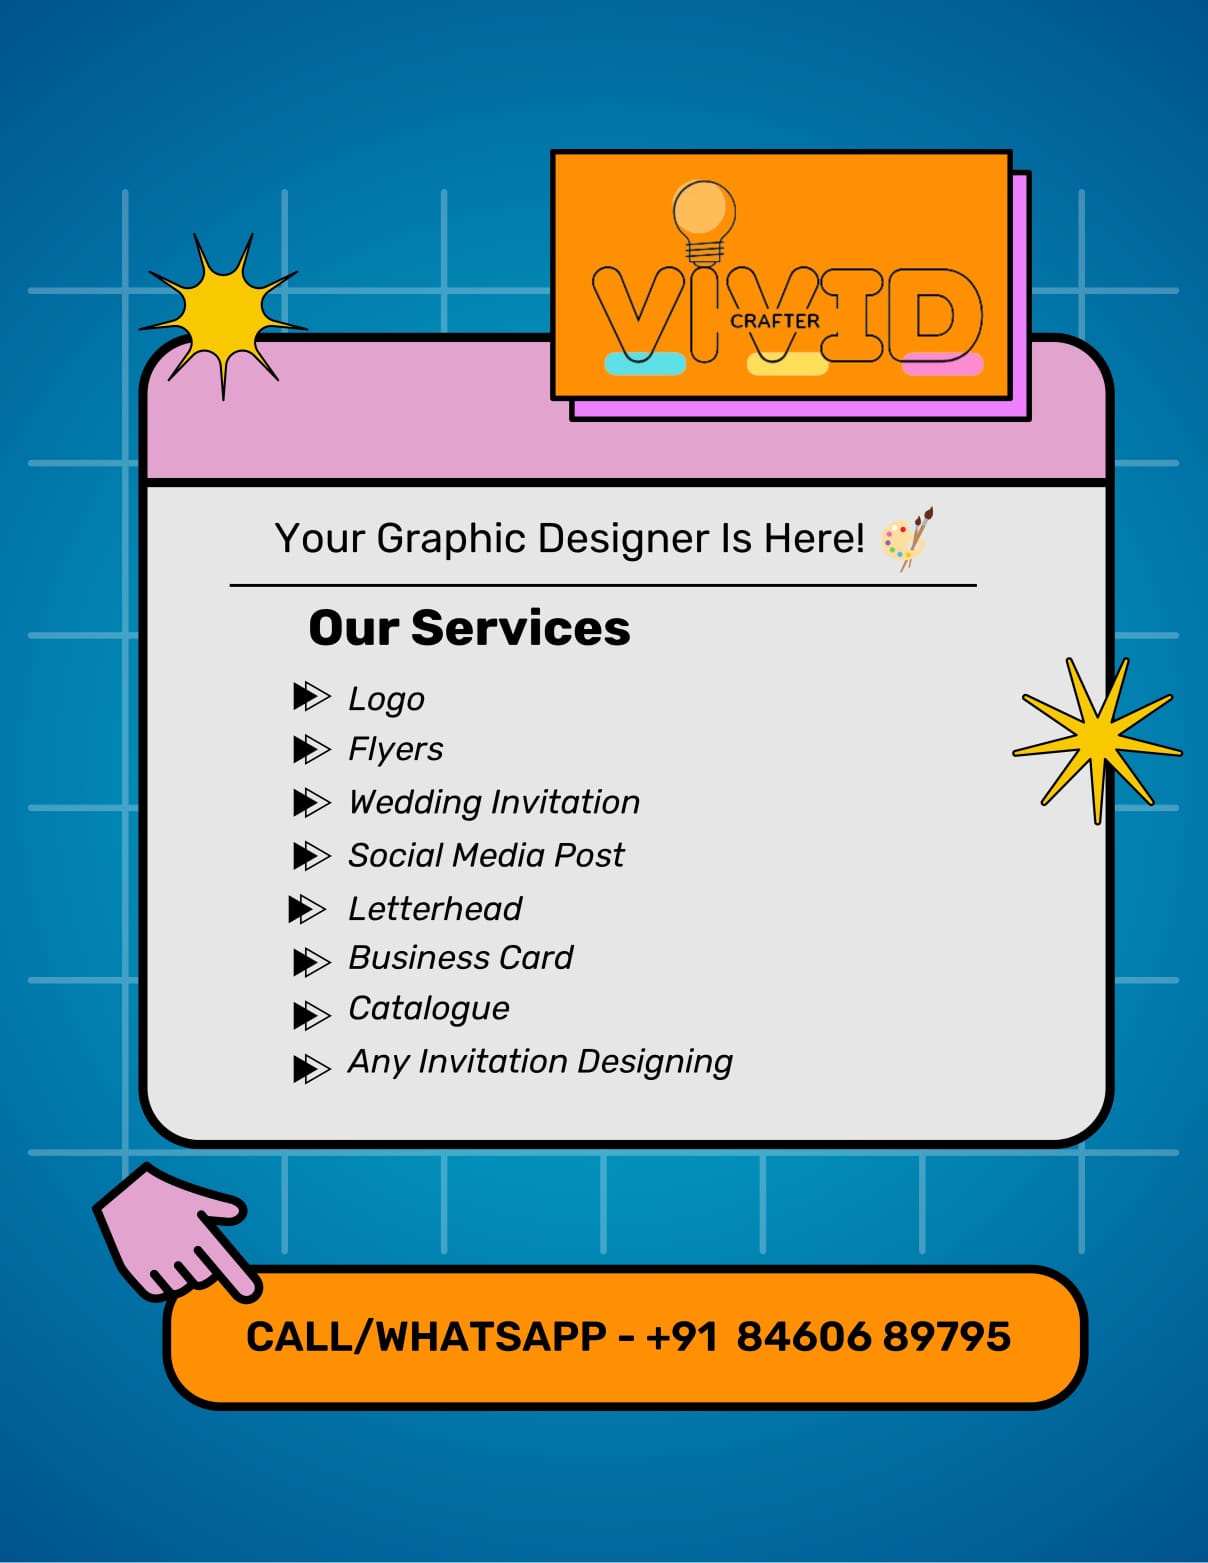 VIVID
CRAFTER
Your Graphic Designer Is Here!
Our Services
Logo
Flyers
Wedding Invitation
Social Media Post
Letterhead
Business Card
Catalogue
Any Invitation Designing
CALL/WHATSAPP - +91 84606 89795